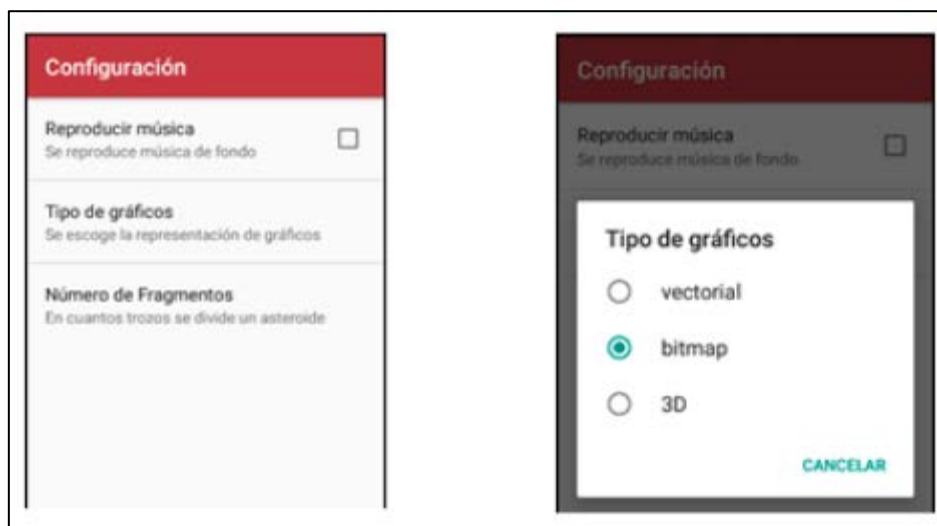 Configuración
Reproducir música
Se reproduce música de fondo
Tipo de gráficos
Se escoge la representación de gráficos
Número de Fragmentos
En cuantos trozos se divide un asteroide
Configuración
Reproducir música
Se reproduce música de fondo
Tipo de gráficos
vectorial
bitmap
3D
CANCELAR